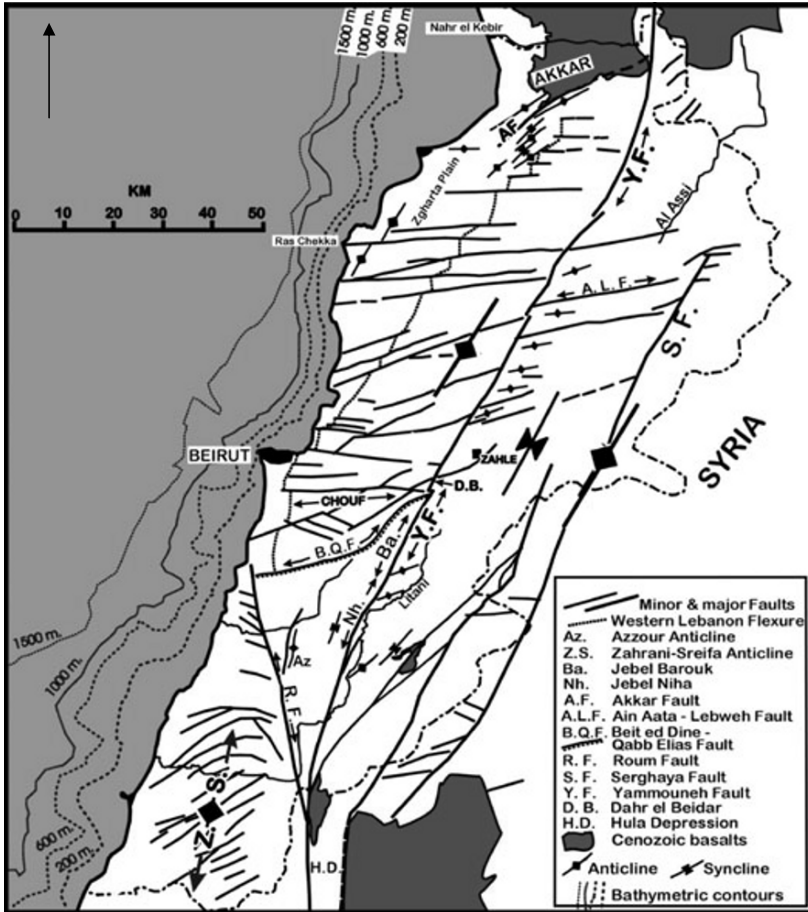 1500 m.
1000 m.
600 m.
200 m.
Nahr el Kebir
AKKAR
AF
Zgharta Plain
Y.F.
Al Assi
KM
0 10 20 30 40 50
Ras Chekka
A. L. F.
S. F.
BEIRUT
ZAHLE
SYRIA
CHOUF
D.B.
B.Q.F.
Ba.
Y.F.
Nh.
Litani
Az
R. F.
1500 m.
1000 m.
Z. S.
600 m.
200 m.
H.D.
Minor & major Faults
Western Lebanon Flexure
Az. Azzour Anticline
Z.S. Zahrani-Sreifa Anticline
Ba. Jebel Barouk
Nh. Jebel Niha
A.F. Akkar Fault
A.L.F. Ain Aata - Lebweh Fault
B.Q.F. Beit ed Dine -
Qabb Elias Fault
R. F. Roum Fault
S. F. Serghaya Fault
Y. F. Yammouneh Fault
D. B. Dahr el Beidar
H.D. Hula Depression
Cenozoic basalts
Anticline Syncline
Bathymetric contours